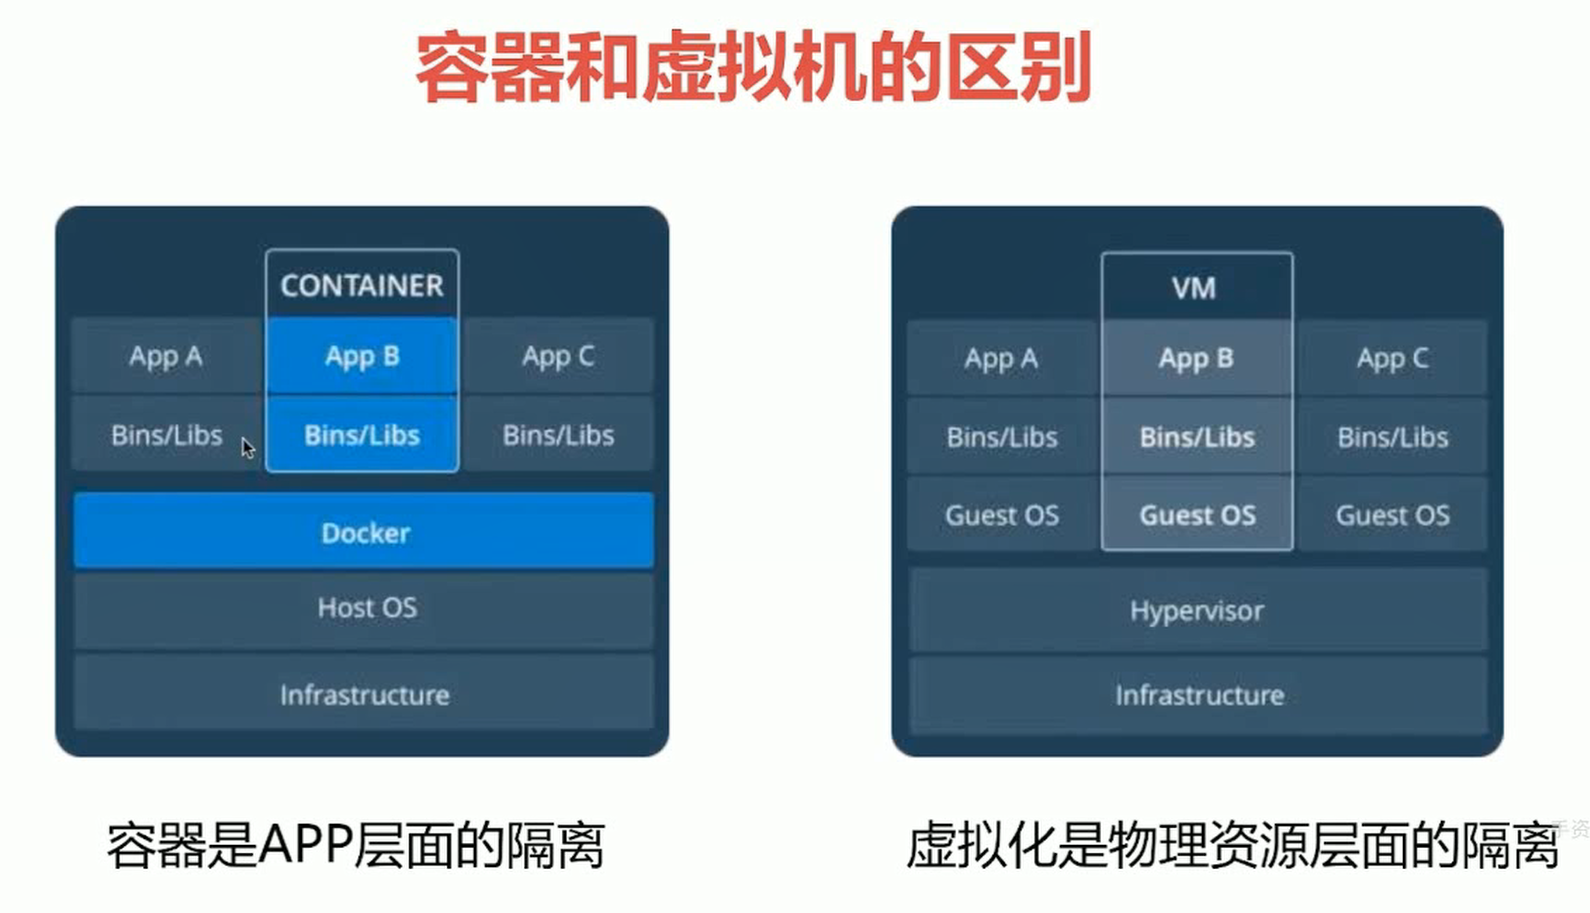 容器和虚拟机的区别
CONTAINER
App A App B App C
Bins/Libs Bins/Libs Bins/Libs
Docker
Host OS
Infrastructure
容器是APP层面的隔离
VM
App A App B App C
Bins/Libs Bins/Libs Bins/Libs
Guest OS Guest OS Guest OS
Hypervisor
Infrastructure
虚拟化是物理资源层面的隔离
手资